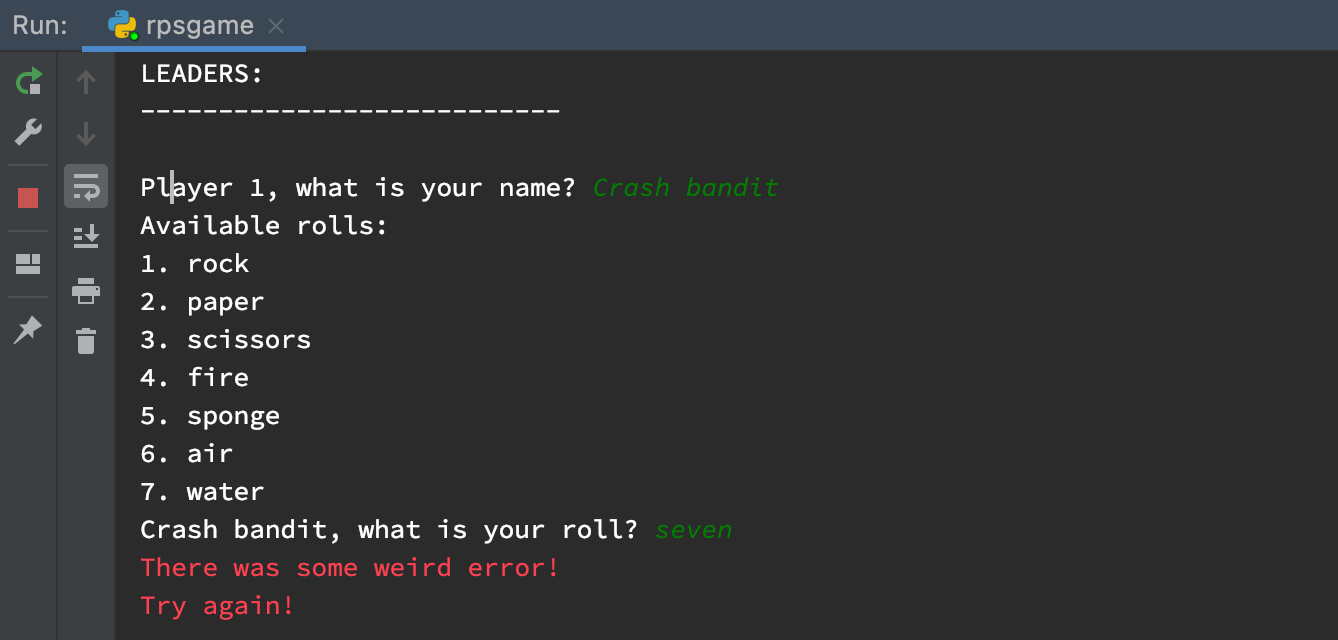 Run: rpsgame
LEADERS:
---------------------------
Player 1, what is your name? Crash bandit
Available rolls:
1. rock
2. paper
3. scissors
4. fire
5. sponge
6. air
7. water
Crash bandit, what is your roll? seven
There was some weird error!
Try again!